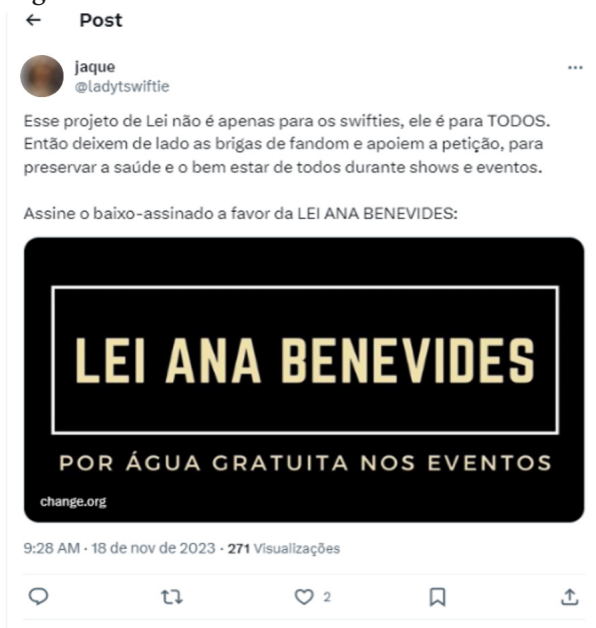 Post
jaque
@ladytswiftie
Esse projeto de Lei não é apenas para os swifties, ele é para TODOS.
Então deixem de lado as brigas de fandom e apoiem a petição, para
preservar a saúde e o bem estar de todos durante shows e eventos.
Assine o baixo-assinado a favor da LEI ANA BENEVIDES:
LEI ANA BENEVIDES
POR ÁGUA GRATUITA NOS EVENTOS
change.org
9:28 AM · 18 de nov de 2023 · 271 Visualizações
2